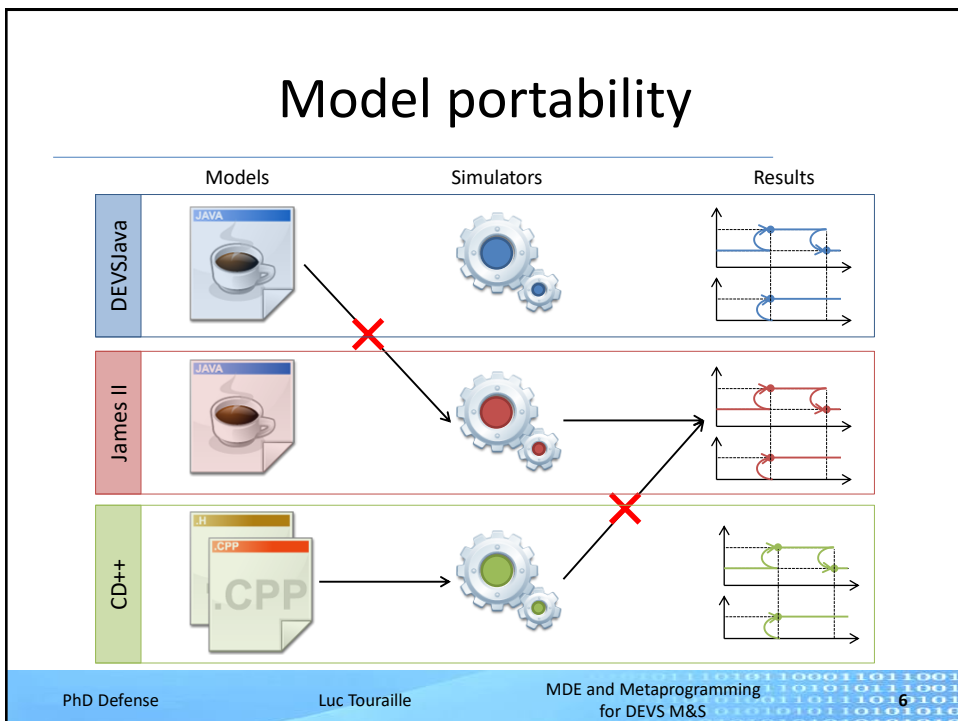 Model portability
Models
Simulators
Results
DEVSJava
JAVA
James II
JAVA
CD++
.H
.CPP
.CPP
PhD Defense
Luc Touraille
MDE and Metaprogramming
for DEVS M&S
6